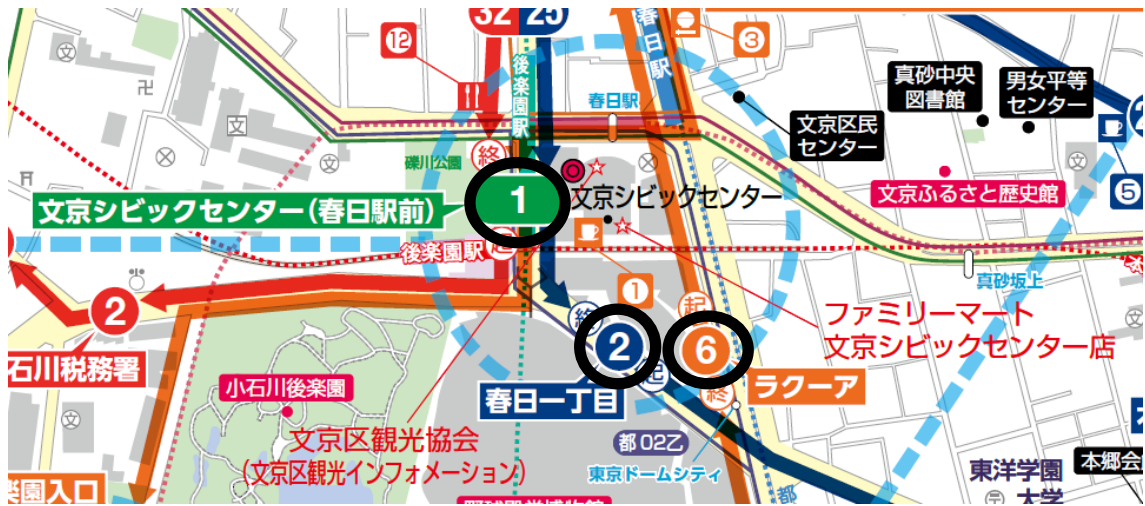 32
25
春日駅
12
3
後楽園駅
春日駅
真砂中央
図書館
男女平等
センター
文京区民
センター
礫川公園
終
文京シビックセンター
文京ふるさと歴史館
5
文京シビックセンター(春日駅前)
1
後楽園駅
起
真砂坂上
1
起
ファミリーマート
文京シビックセンター店
2
終
2
6
石川税務署
小石川後楽園
春日一丁目
起
終
ラクーア
文京区観光協会
(文京区観光インフォメーション)
都02乙
東京ドームシティ
東洋学園
大学
本郷会
楽園入口
都